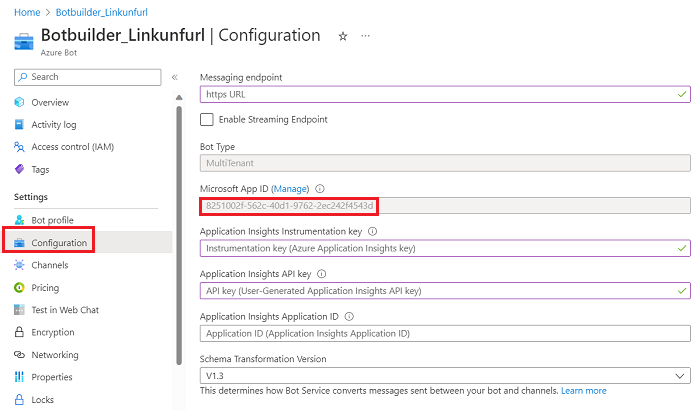 Home > Botbuilder_Linkunfurl
Botbuilder_Linkunfurl | Configuration ☆ ···
Azure Bot
Search
«
Overview
Activity log
Access control (IAM)
Tags
Settings
Bot profile
Configuration
Channels
Pricing
Test in Web Chat
Encryption
Networking
Properties
Locks
Messaging endpoint
https URL
Enable Streaming Endpoint
Bot Type
MultiTenant
Microsoft App ID (Manage)
8251002f-562c-40d1-9762-2ec242f4543d
Application Insights Instrumentation key
Instrumentation key (Azure Application Insights key)
Application Insights API key
API key (User-Generated Application Insights API key)
Application Insights Application ID
Application ID (Application Insights Application ID)
Schema Transformation Version
V1.3
This determines how Bot Service converts messages sent between your bot and channels. Learn more